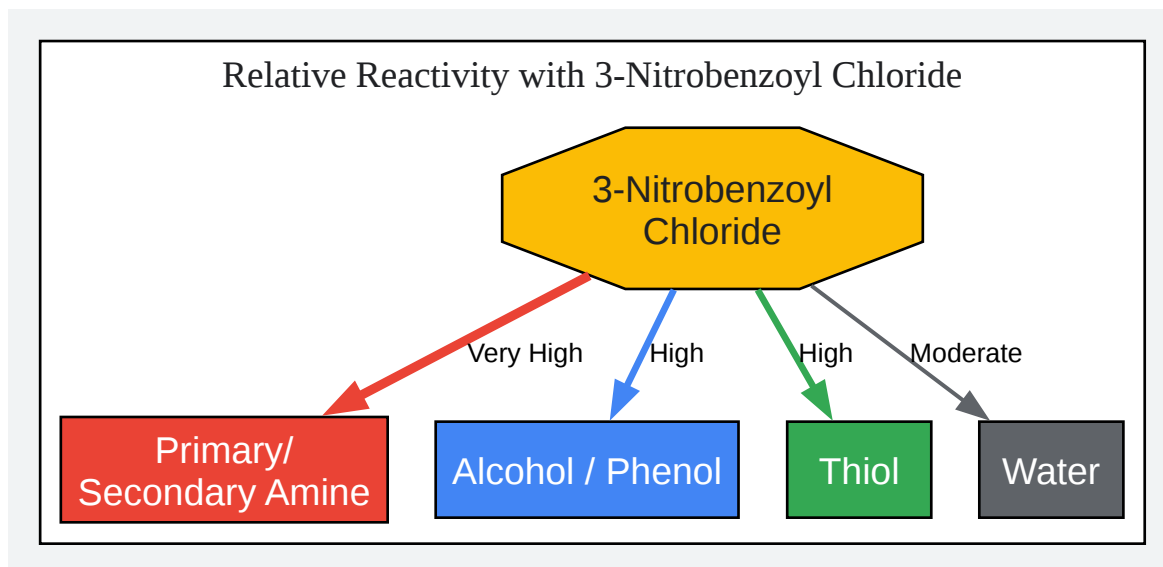 Relative Reactivity with 3-Nitrobenzoyl Chloride
3-Nitrobenzoyl
Chloride
Very High
High
High
Moderate
Primary/
Secondary Amine
Alcohol / Phenol
Thiol
Water